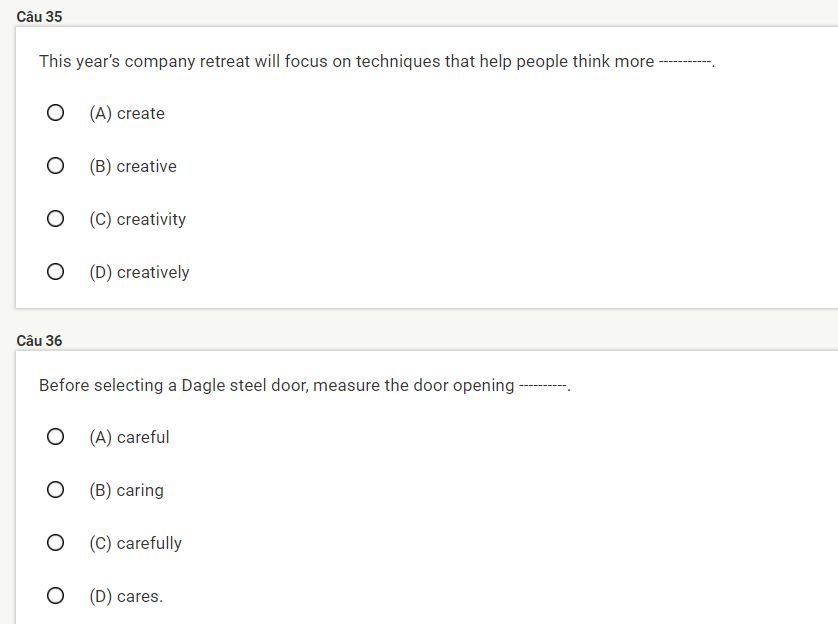 Câu 35
This year’s company retreat will focus on techniques that help people think more -----------.
(A) create
(B) creative
(C) creativity
(D) creatively
Câu 36
Before selecting a Dagle steel door, measure the door opening ----------.
(A) careful
(B) caring
(C) carefully
(D) cares.